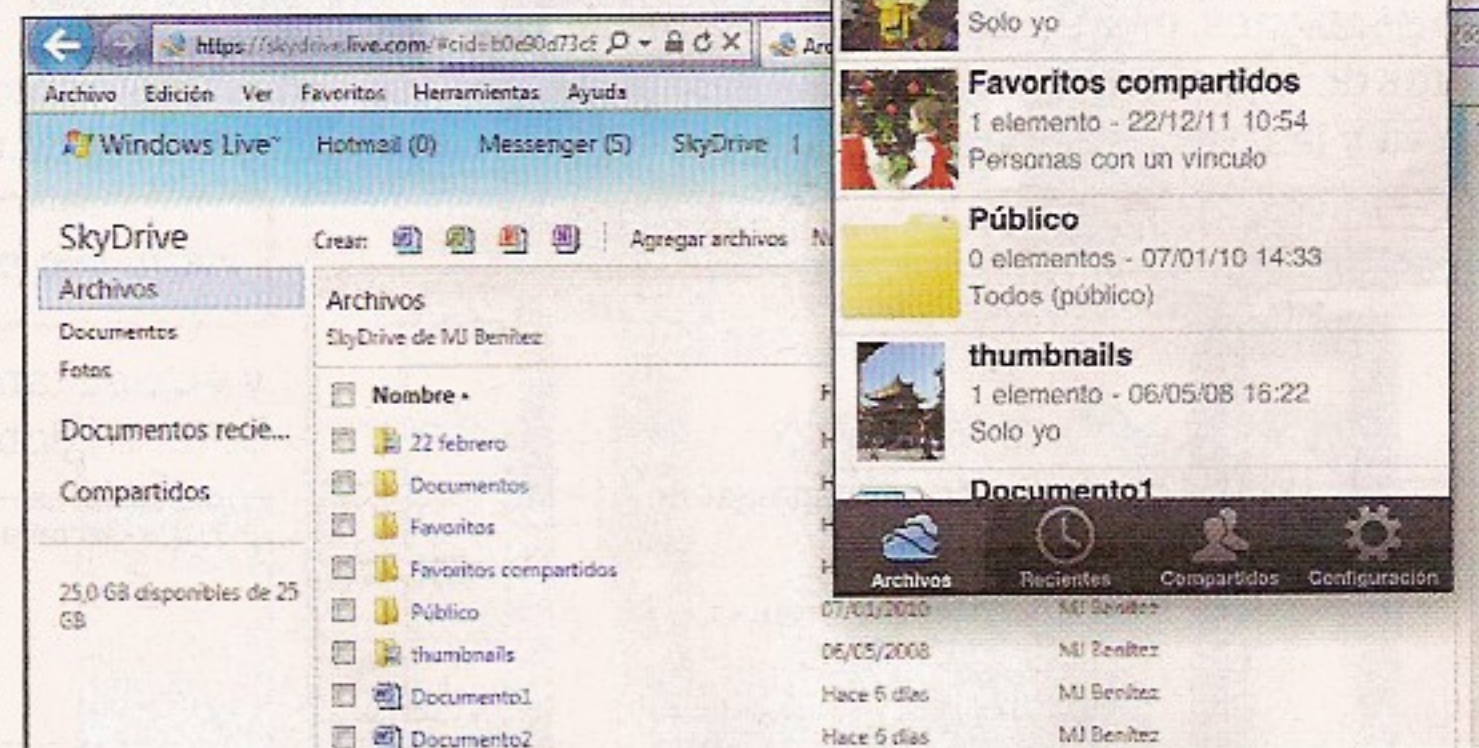 https://skydrive.live.com/#cid=b0e90d73c
Archivo Edición Ver Favoritos Herramientas Ayuda
Windows Live™ Hotmail (0) Messenger (5) SkyDrive
SkyDrive
Archivos
Documentos
Fotos
Documentos recie...
Compartidos
25,0 GB disponibles de 25
GB
Crear: Agregar archivos
Archivos
SkyDrive de MJ Benítez
Nombre
22 febrero
Documentos
Favoritos
Favoritos compartidos
Público 07/01/2010 MJ Benítez
thumbnails 06/05/2008 MJ Benítez
Documento1 Hace 6 días MJ Benítez
Documento2 Hace 6 días MJ Benítez
Solo yo
Favoritos compartidos
1 elemento - 22/12/11 10:54
Personas con un vínculo
Público
0 elementos - 07/01/10 14:33
Todos (público)
thumbnails
1 elemento - 06/05/08 16:22
Solo yo
Documento1
Archivos Recientes Compartidos Configuración